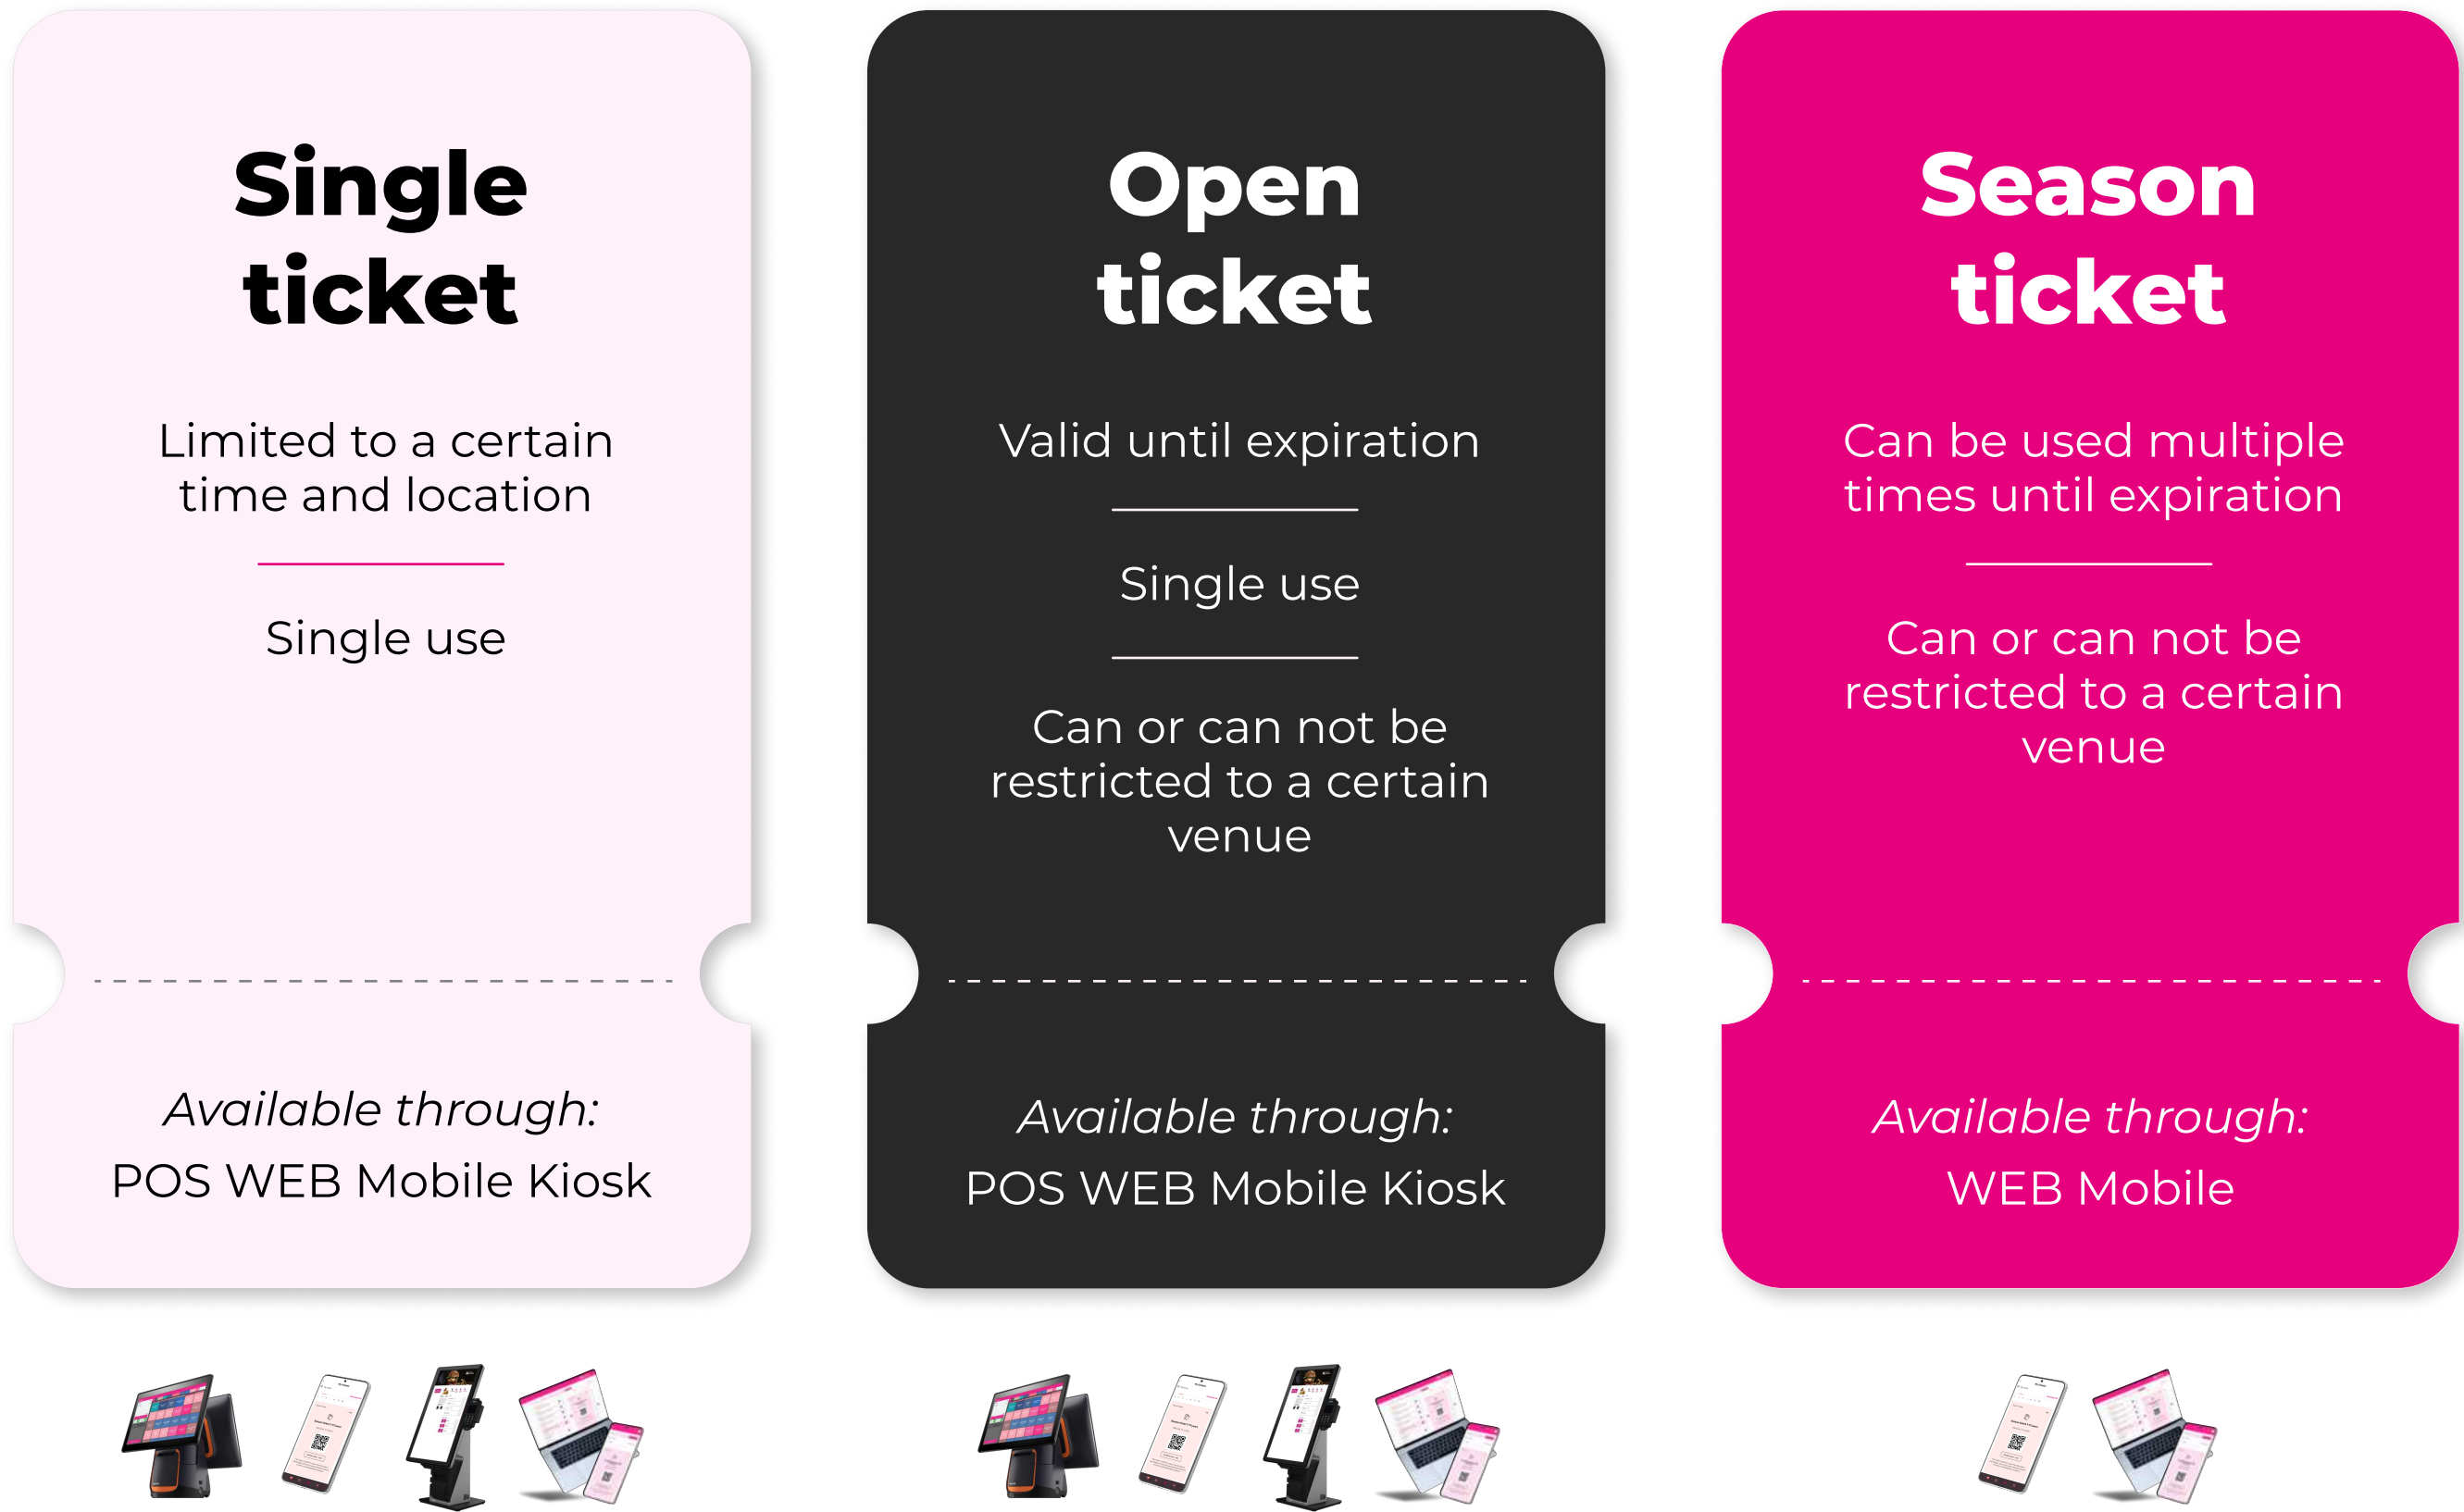 Single
ticket
Limited to a certain
time and location
Single use
Available through:
POS WEB Mobile Kiosk
Open
ticket
Valid until expiration
Single use
Can or can not be
restricted to a certain
venue
Available through:
POS WEB Mobile Kiosk
Season
ticket
Can be used multiple
times until expiration
Can or can not be
restricted to a certain
venue
Available through:
WEB Mobile